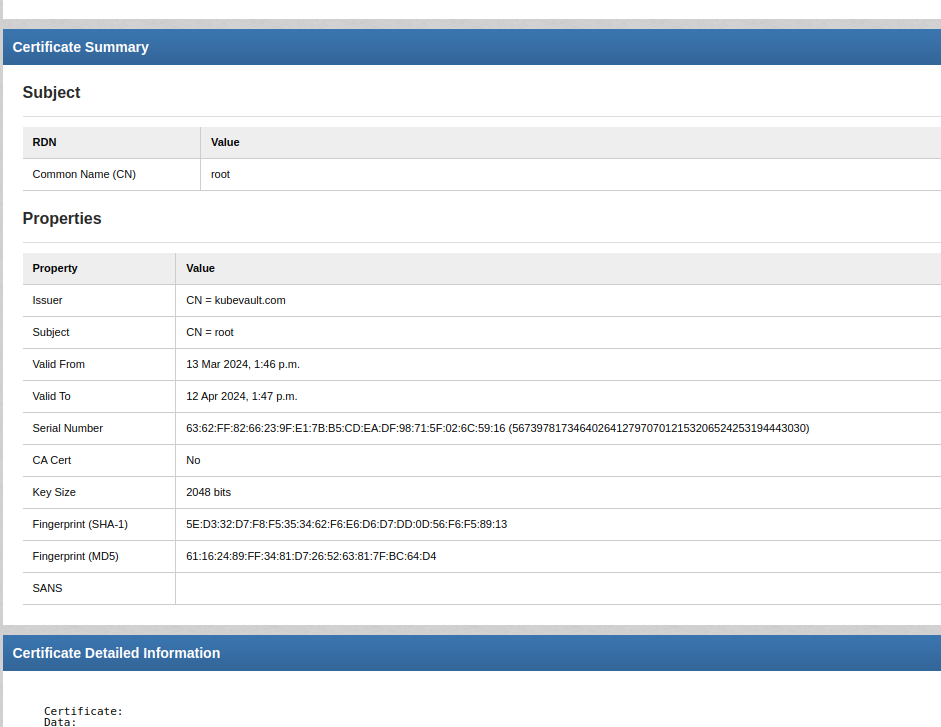 Certificate Summary
Subject
RDN Value
Common Name (CN) root
Properties
Property Value
Issuer CN = kubevault.com
Subject CN = root
Valid From 13 Mar 2024, 1:46 p.m.
Valid To 12 Apr 2024, 1:47 p.m.
Serial Number 63:62:FF:82:66:23:9F:E1:7B:B5:CD:EA:DF:98:71:5F:02:6C:59:16 (567397817346402641279707012153206524253194443030)
CA Cert No
Key Size 2048 bits
Fingerprint (SHA-1) 5E:D3:32:D7:F8:F5:35:34:62:F6:E6:D6:D7:DD:0D:56:F6:F5:89:13
Fingerprint (MD5) 61:16:24:89:FF:34:81:D7:26:52:63:81:7F:BC:64:D4
SANS
Certificate Detailed Information
Certificate:
Data: